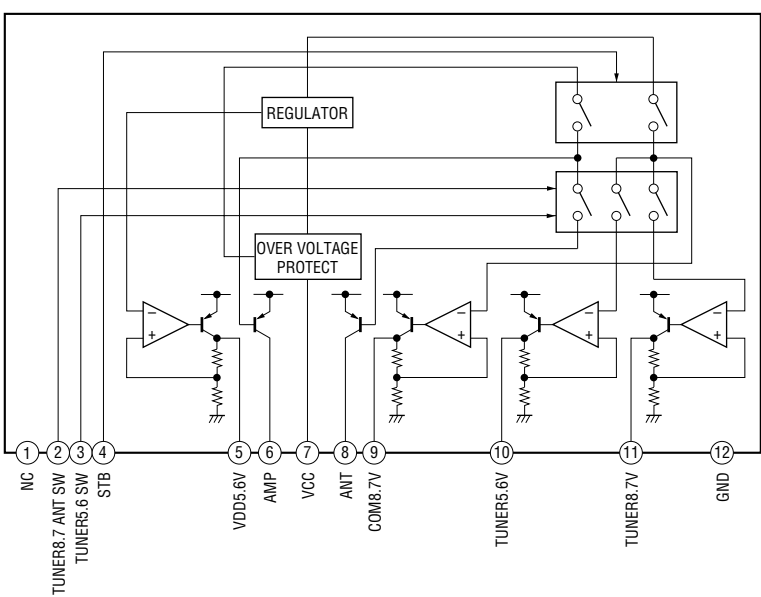 REGULATOR
OVER VOLTAGE
PROTECT
−
+
−
+
−
+
−
+
1
2
3
4
5
6
7
8
9
10
11
12
NC
TUNER8.7 ANT SW
TUNER5.6 SW
STB
VDD5.6V
AMP
VCC
ANT
COM8.7V
TUNER5.6V
TUNER8.7V
GND